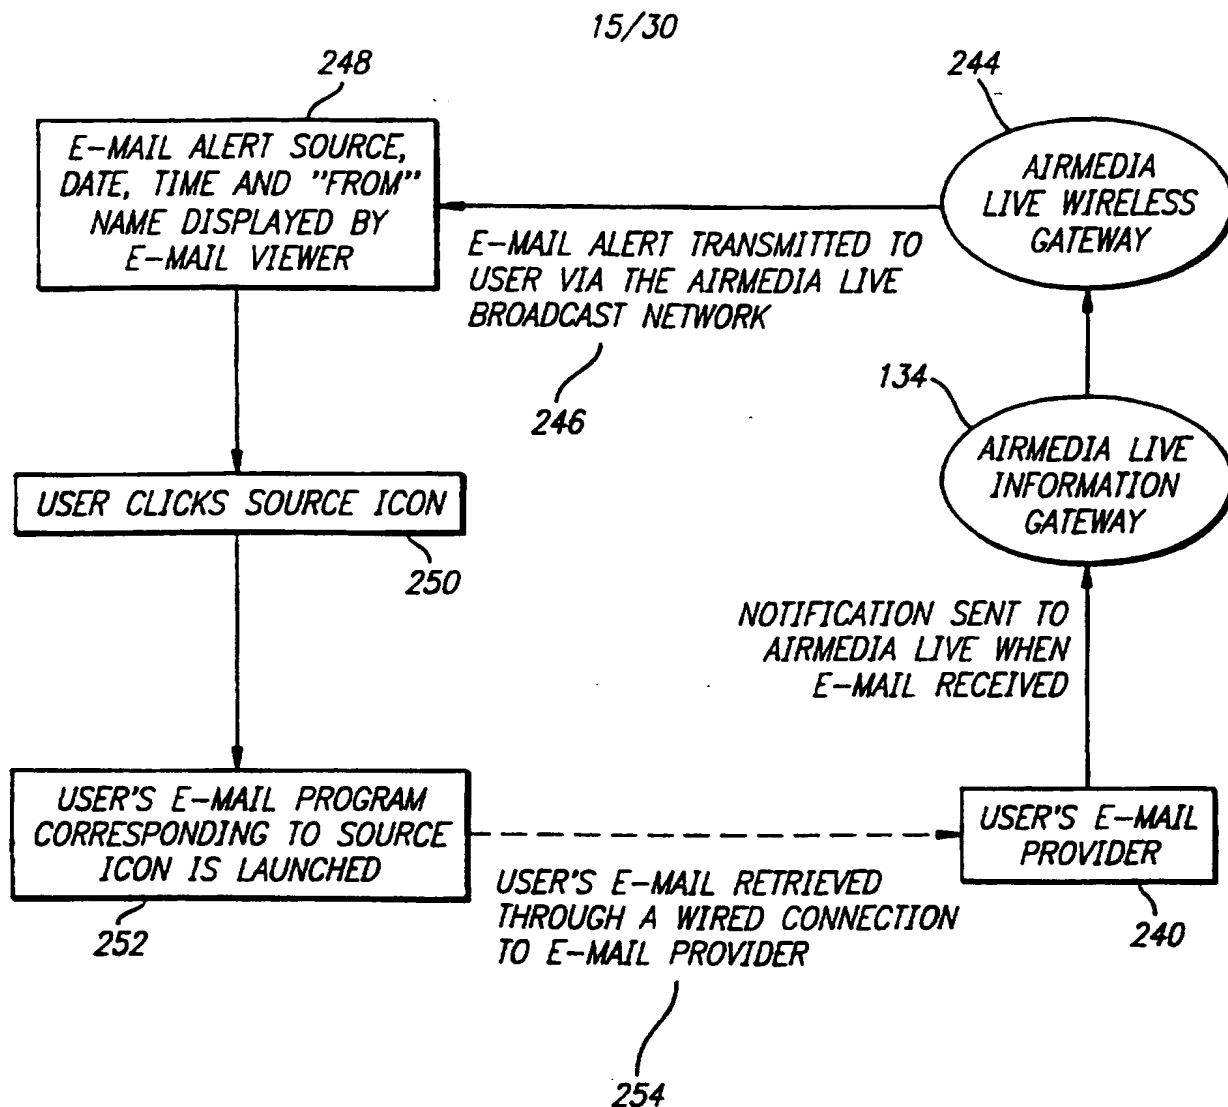 15/30
248
E-MAIL ALERT SOURCE,
DATE, TIME AND "FROM"
NAME DISPLAYED BY
E-MAIL VIEWER
244
AIRMEDIA
LIVE WIRELESS
GATEWAY
E-MAIL ALERT TRANSMITTED TO
USER VIA THE AIRMEDIA LIVE
BROADCAST NETWORK
246
134
AIRMEDIA LIVE
INFORMATION
GATEWAY
USER CLICKS SOURCE ICON
250
NOTIFICATION SENT TO
AIRMEDIA LIVE WHEN
E-MAIL RECEIVED
USER'S E-MAIL PROGRAM
CORRESPONDING TO SOURCE
ICON IS LAUNCHED
252
USER'S E-MAIL
PROVIDER
240
USER'S E-MAIL RETRIEVED
THROUGH A WIRED CONNECTION
TO E-MAIL PROVIDER
254